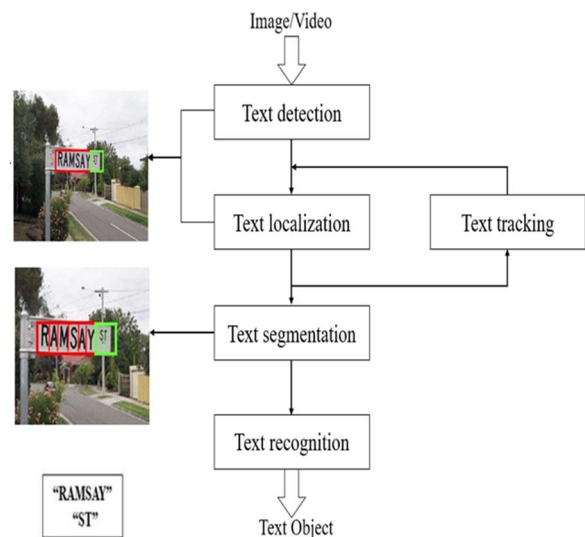 Image/Video
Text detection
RAMSAY ST
Text localization
Text tracking
RAMSAY ST
Text segmentation
Text recognition
“RAMSAY”
“ST”
Text Object